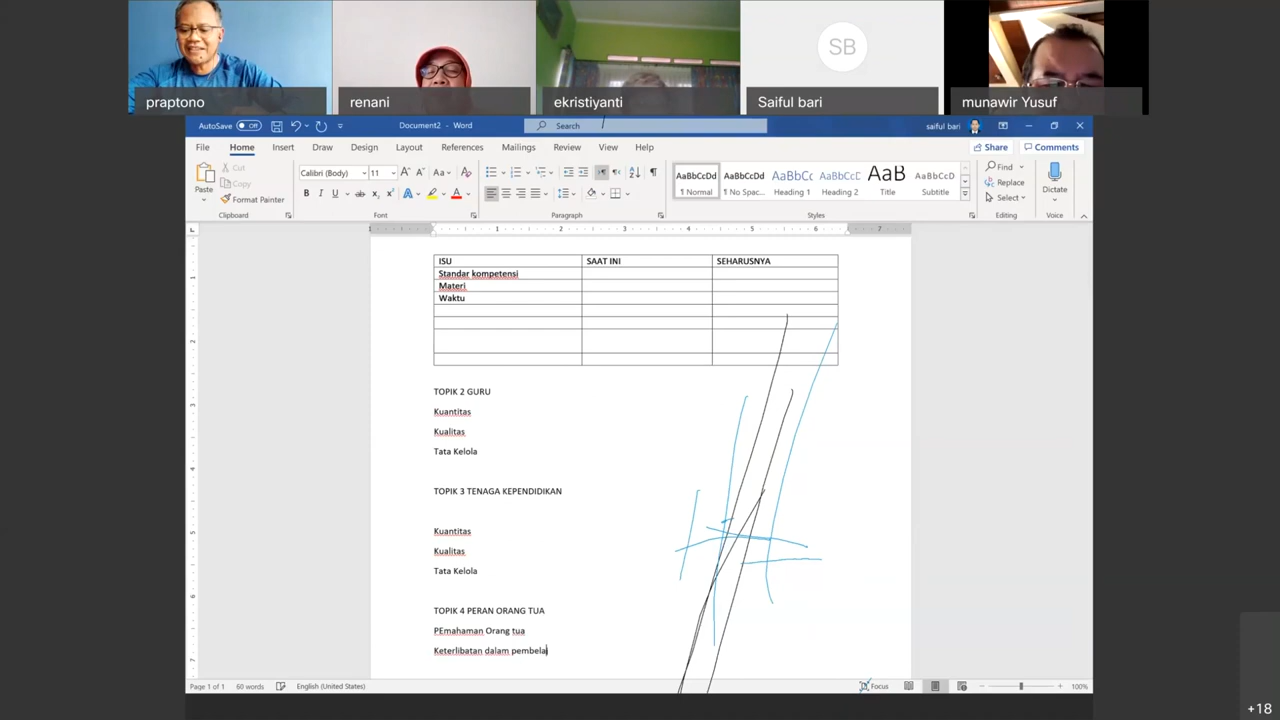 SB
praptono
renani
ekristiyanti
Saiful bari
munawir Yusuf
AutoSave Off
Document2 - Word
Search
saiful bari
File Home Insert Draw Design Layout References Mailings Review View Help
Share Comments
Paste
Cut
Copy
Format Painter
Clipboard
Calibri (Body) 11
Font
Paragraph
AaBbCcDd AaBbCcDd AaBbCc AaBbCcD AaB AaBbCcD
1 Normal 1 No Spac... Heading 1 Heading 2 Title Subtitle
Styles
Find
Replace
Select
Editing
Dictate
Voice
ISU SAAT INI SEHARUSNYA
Standar kompetensi
Materi
Waktu
TOPIK 2 GURU
Kuantitas
Kualitas
Tata Kelola
TOPIK 3 TENAGA KEPENDIDIKAN
Kuantitas
Kualitas
Tata Kelola
TOPIK 4 PERAN ORANG TUA
PEmahaman Orang tua
Keterlibatan dalam pembelaj
Page 1 of 1 60 words English (United States) Focus 100%
+18